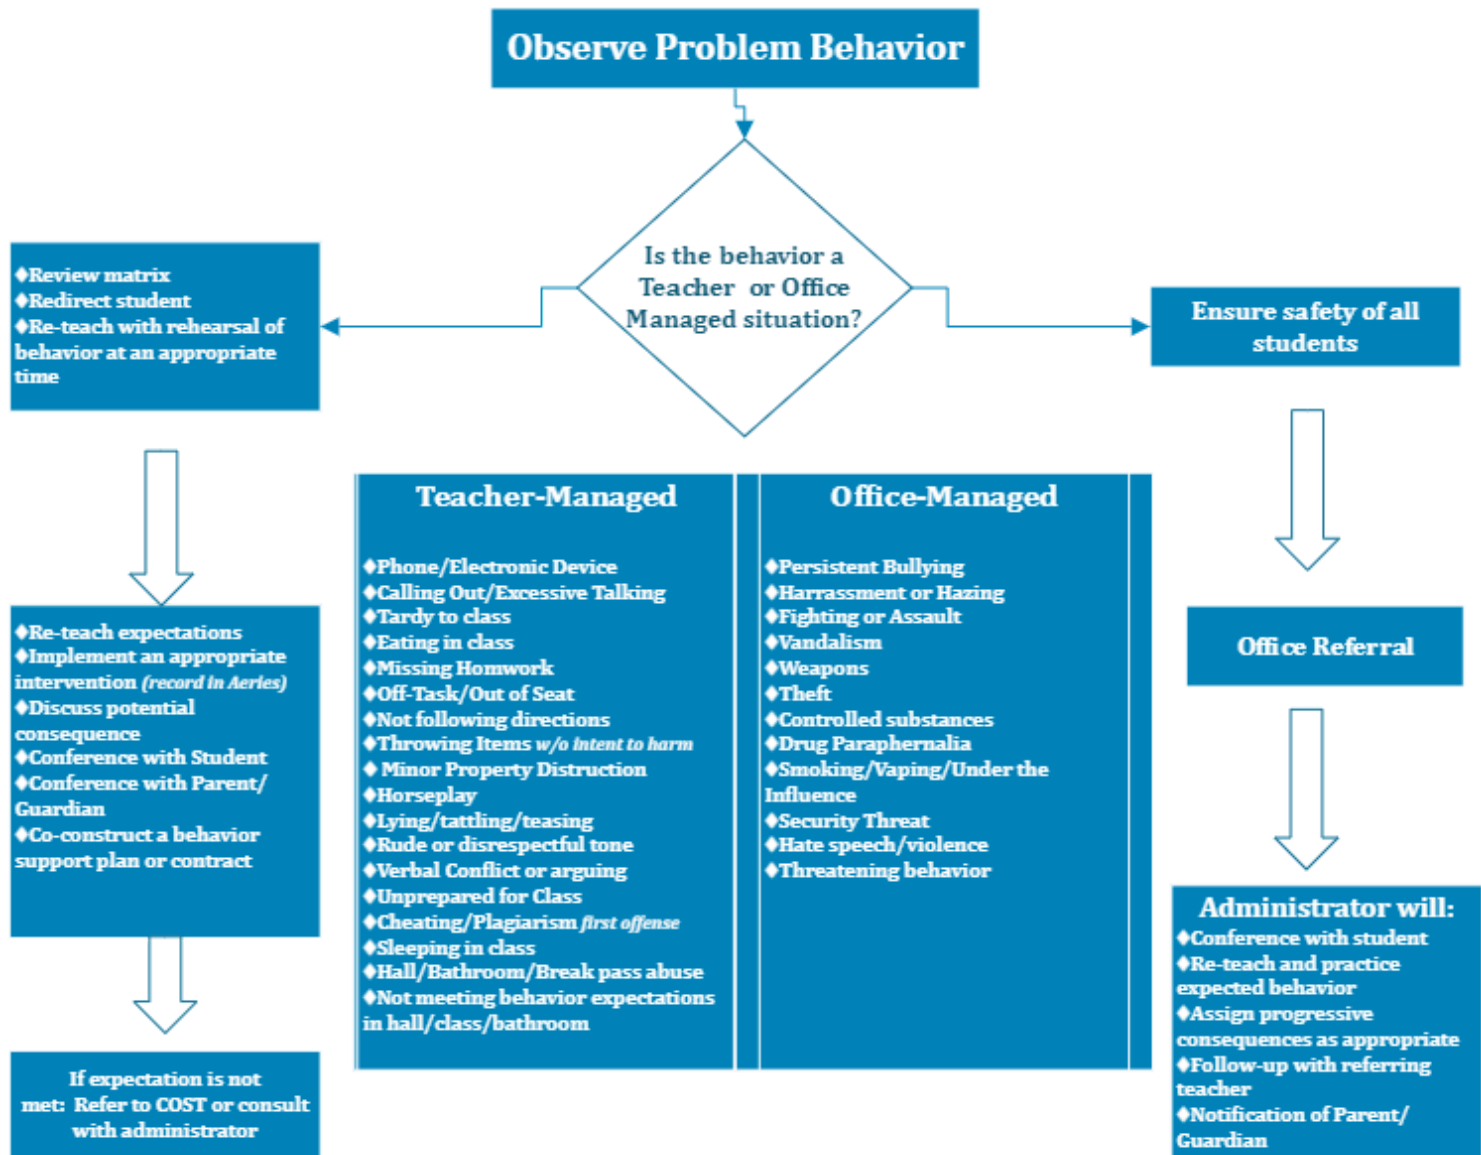 Observe Problem Behavior
Is the behavior a
Teacher or Office
Managed situation?
♦Review matrix
♦Redirect student
♦Re-teach with rehearsal of
behavior at an appropriate
time
♦Re-teach expectations
♦Implement an appropriate
intervention (record in Aeries)
♦Discuss potential
consequence
♦Conference with Student
♦Conference with Parent/
Guardian
♦Co-construct a behavior
support plan or contract
If expectation is not
met: Refer to COST or consult
with administrator
Teacher-Managed
♦Phone/Electronic Device
♦Calling Out/Excessive Talking
♦Tardy to class
♦Eating in class
♦Missing Homwork
♦Off-Task/Out of Seat
♦Not following directions
♦Throwing Items w/o intent to harm
♦ Minor Property Distruction
♦Horseplay
♦Lying/tattling/teasing
♦Rude or disrespectful tone
♦Verbal Conflict or arguing
♦Unprepared for Class
♦Cheating/Plagiarism first offense
♦Sleeping in class
♦Hall/Bathroom/Break pass abuse
♦Not meeting behavior expectations
in hall/class/bathroom
Office-Managed
♦Persistent Bullying
♦Harrassment or Hazing
♦Fighting or Assault
♦Vandalism
♦Weapons
♦Theft
♦Controlled substances
♦Drug Paraphernalia
♦Smoking/Vaping/Under the
Influence
♦Security Threat
♦Hate speech/violence
♦Threatening behavior
Ensure safety of all
students
Office Referral
Administrator will:
♦Conference with student
♦Re-teach and practice
expected behavior
♦Assign progressive
consequences as appropriate
♦Follow-up with referring
teacher
♦Notification of Parent/
Guardian